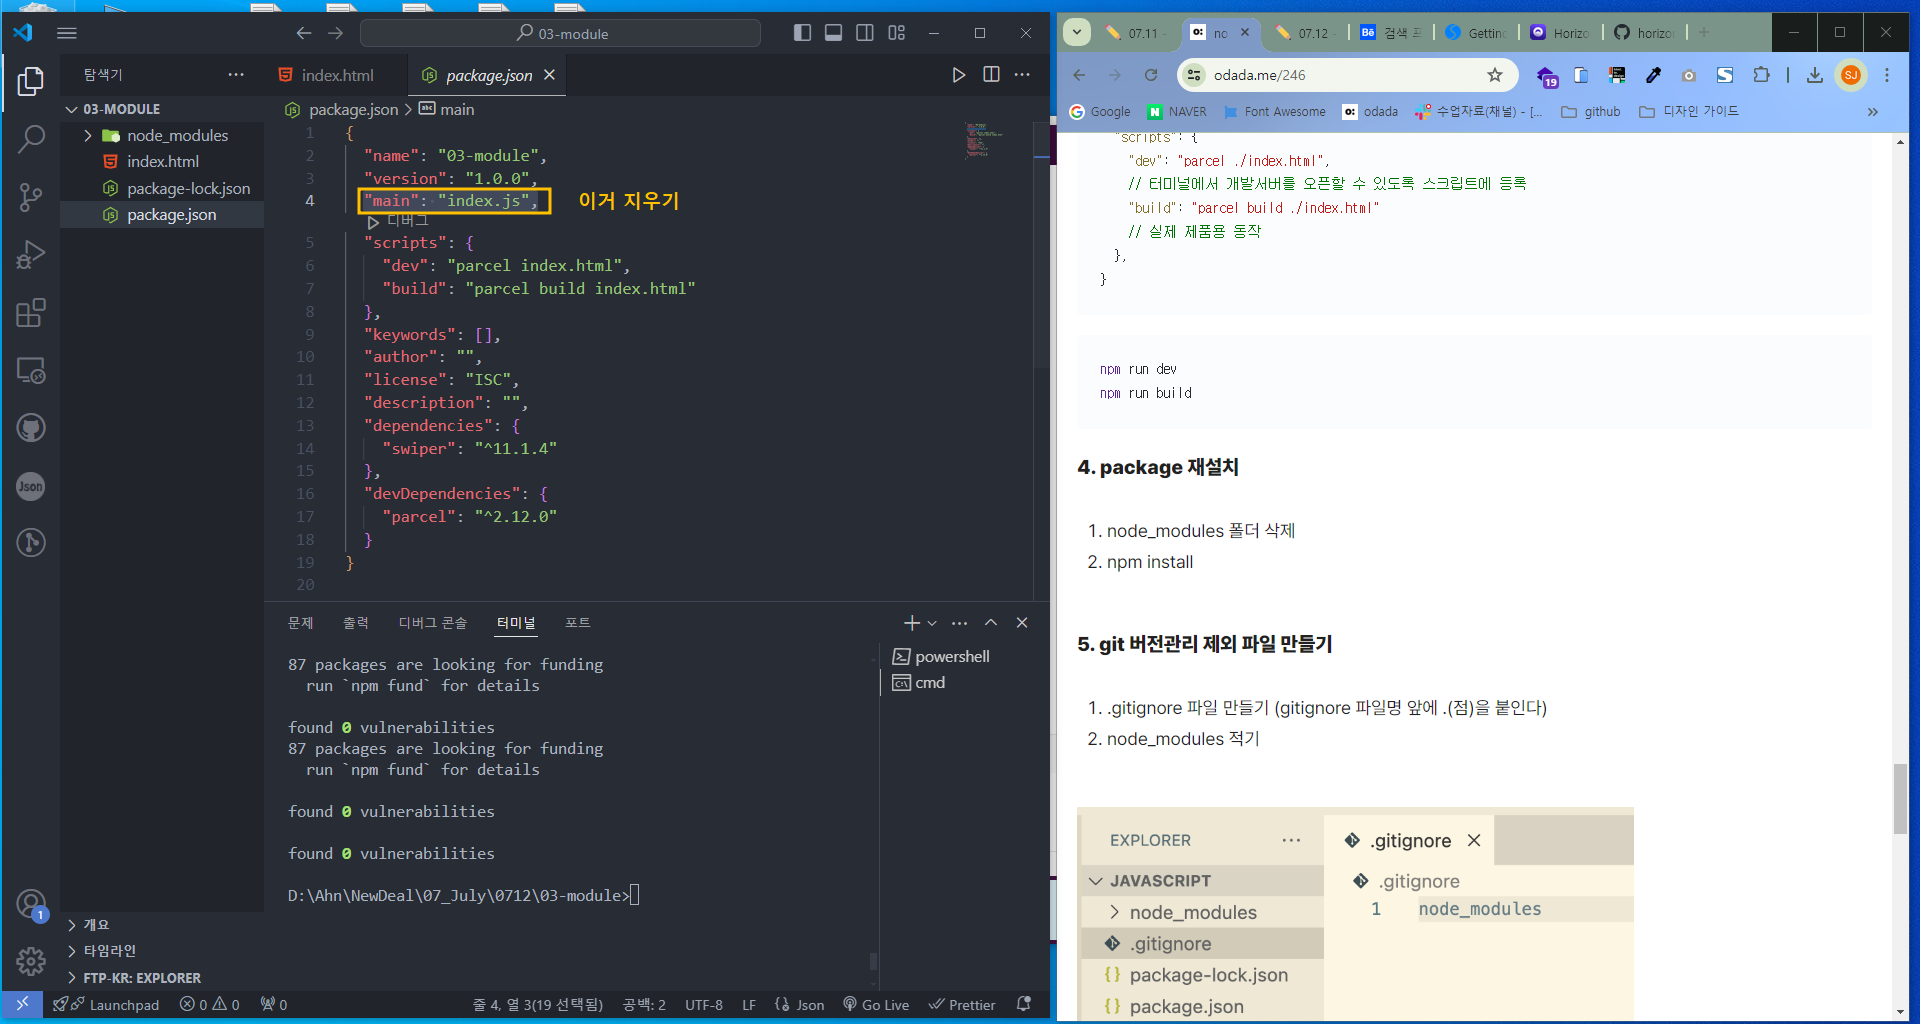 03-module
탐색기
index.html
package.json
03-MODULE
node_modules
index.html
package-lock.json
package.json
package.json > main
1 {
2 "name": "03-module",
3 "version": "1.0.0",
4 "main": "index.js", 이거 지우기
디버그
5 "scripts": {
6 "dev": "parcel index.html",
7 "build": "parcel build index.html"
8 },
9 "keywords": [],
10 "author": "",
11 "license": "ISC",
12 "description": "",
13 "dependencies": {
14 "swiper": "^11.1.4"
15 },
16 "devDependencies": {
17 "parcel": "^2.12.0"
18 }
19 }
20
Json
문제 출력 디버그 콘솔 터미널 포트
87 packages are looking for funding
run `npm fund` for details
found 0 vulnerabilities
87 packages are looking for funding
run `npm fund` for details
found 0 vulnerabilities
found 0 vulnerabilities
D:\Ahn\NewDeal\07_July\0712\03-module>
powershell
cmd
1
개요
타임라인
FTP-KR: EXPLORER
Launchpad 0 0 0 줄 4, 열 3(19 선택됨) 공백: 2 UTF-8 LF Json Go Live Prettier
07.11 no 07.12 검색 Horizo horizo
odada.me/246
19
SJ
Google NAVER Font Awesome odada 수업자료(채널) - [... github 디자인 가이드
"scripts": {
"dev": "parcel ./index.html",
// 터미널에서 개발서버를 오픈할 수 있도록 스크립트에 등록
"build": "parcel build ./index.html"
// 실제 제품용 동작
},
}
npm run dev
npm run build
4. package 재설치
1. node_modules 폴더 삭제
2. npm install
5. git 버전관리 제외 파일 만들기
1. .gitignore 파일 만들기 (gitignore 파일명 앞에 .(점)을 붙인다)
2. node_modules 적기
EXPLORER
.gitignore
JAVASCRIPT
.gitignore
node_modules
1 node_modules
.gitignore
package-lock.json
package.json